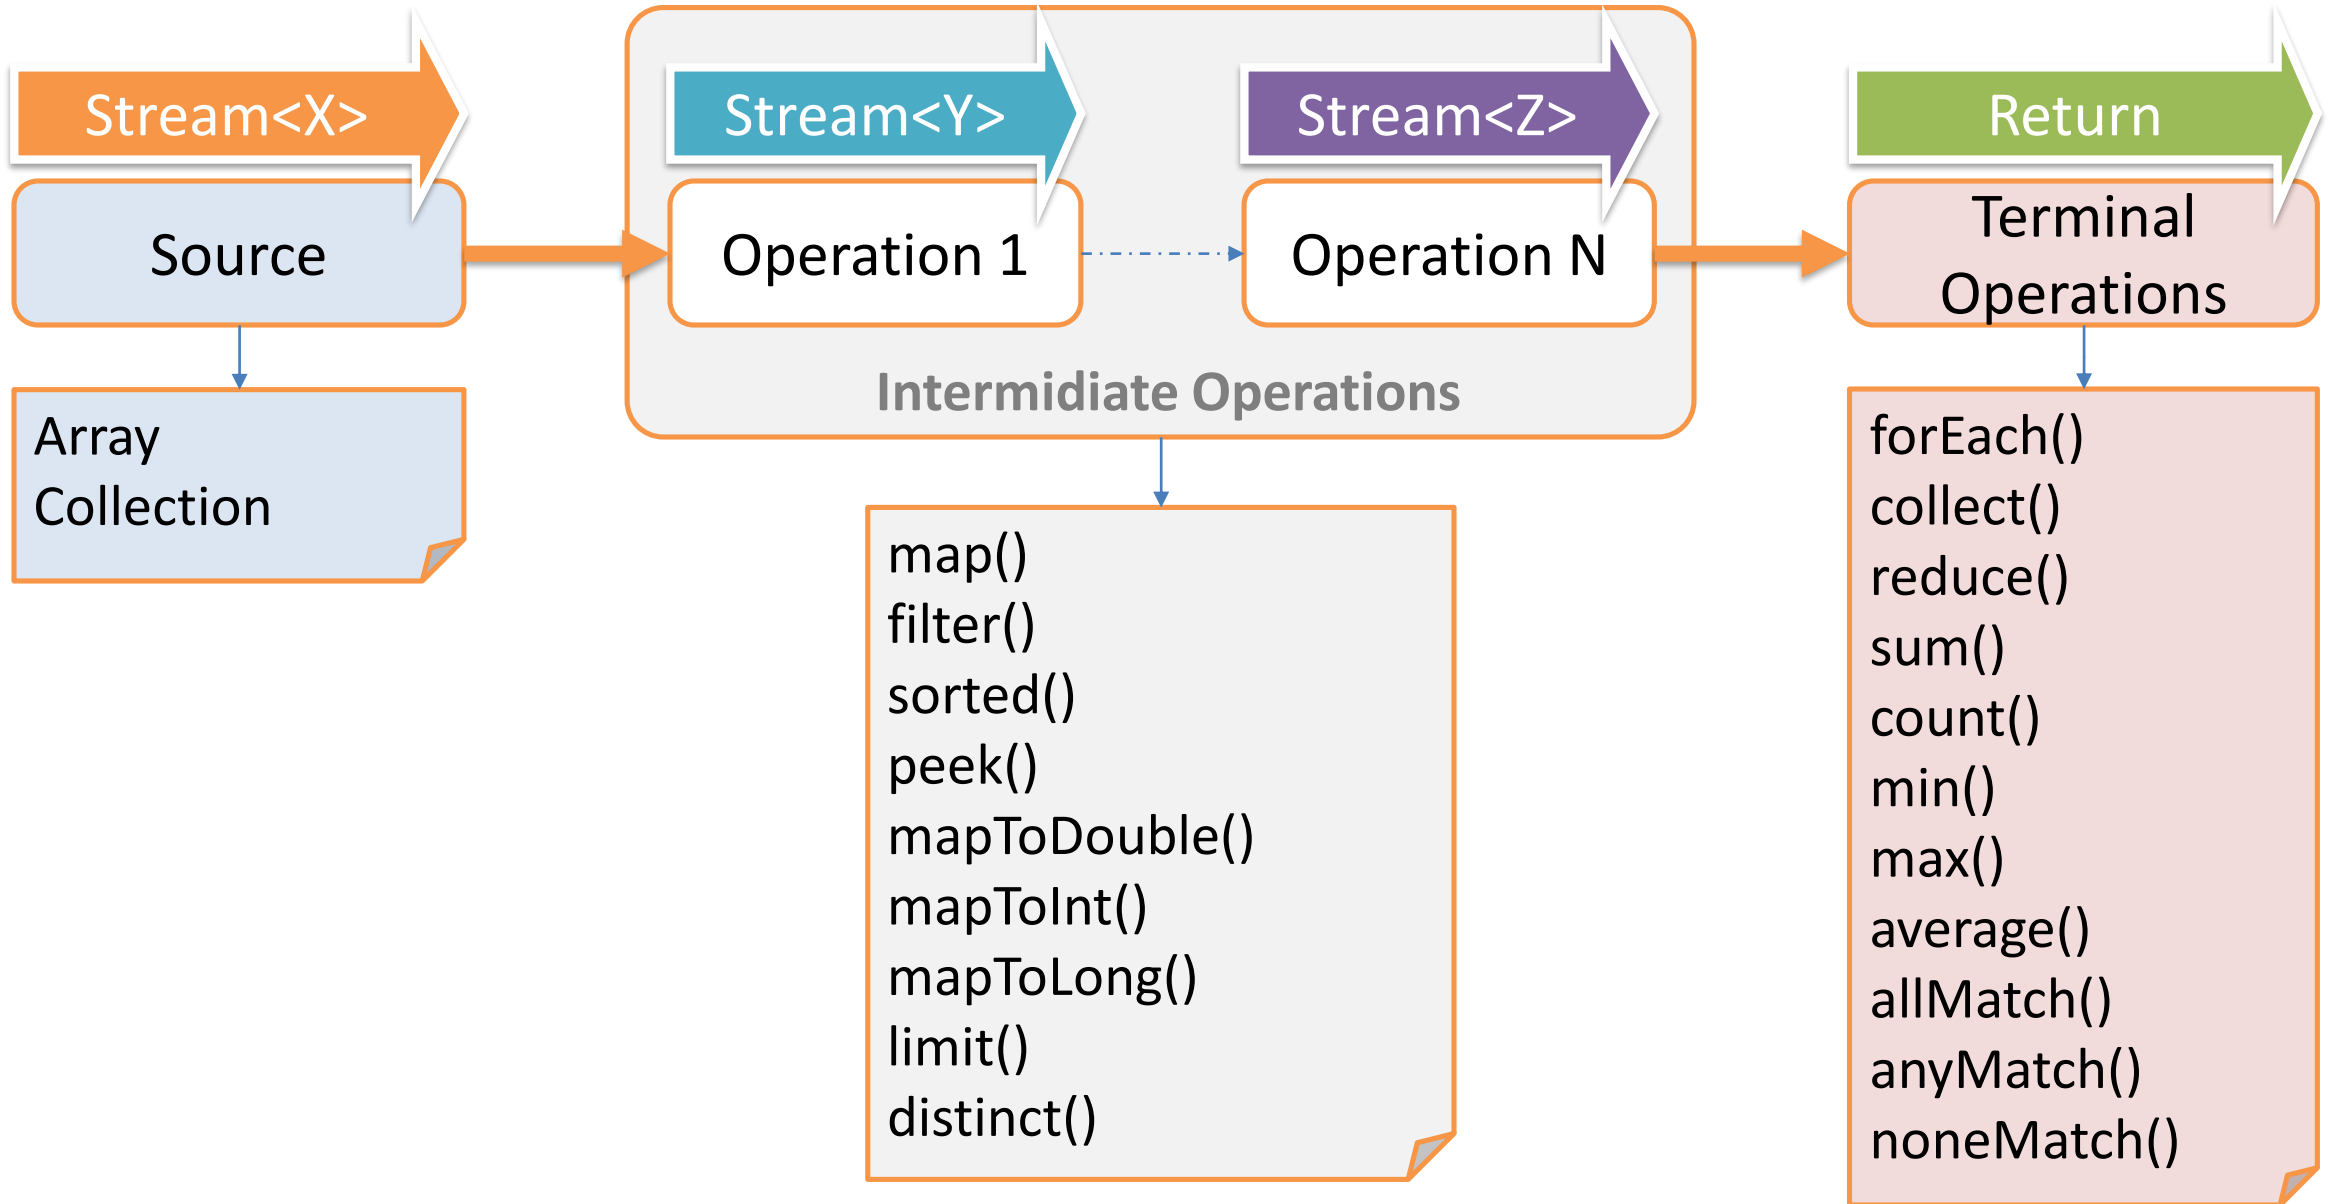 Stream<X>
Stream<Y>
Stream<Z>
Return
Source
Operation 1
Operation N
Terminal
Operations
Intermidiate Operations
Array
Collection
map()
filter()
sorted()
peek()
mapToDouble()
mapToInt()
mapToLong()
limit()
distinct()
forEach()
collect()
reduce()
sum()
count()
min()
max()
average()
allMatch()
anyMatch()
noneMatch()